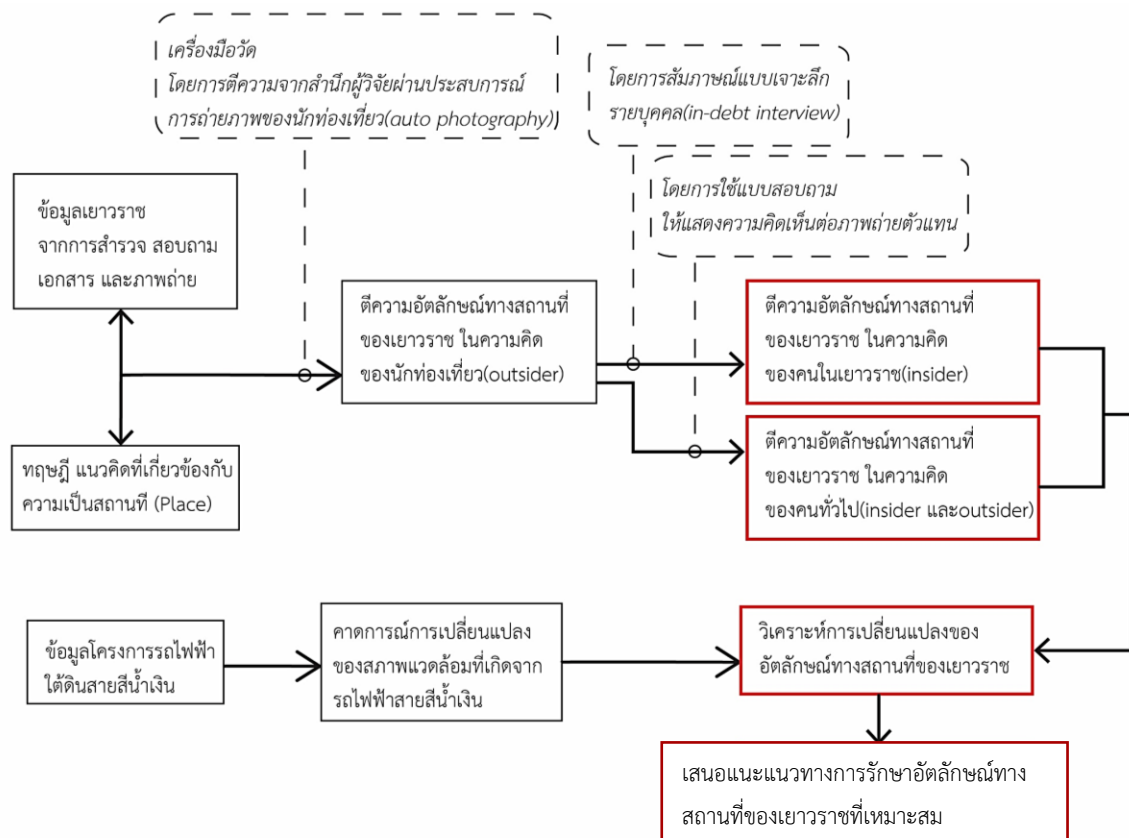 เครื่องมือวัด
โดยการตีความจากสำนึกผู้วิจัยผ่านประสบการณ์
การถ่ายภาพของนักท่องเที่ยว(auto photography)
โดยการสัมภาษณ์แบบเจาะลึก
รายบุคคล(in-debt interview)
โดยการใช้แบบสอบถาม
ให้แสดงความคิดเห็นต่อภาพถ่ายตัวแทน
ข้อมูลเยาวราช
จากการสำรวจ สอบถาม
เอกสาร และภาพถ่าย
ตีความอัตลักษณ์ทางสถานที่
ของเยาวราช ในความคิด
ของนักท่องเที่ยว(outsider)
ตีความอัตลักษณ์ทางสถานที่
ของเยาวราช ในความคิด
ของคนในเยาวราช(insider)
ทฤษฎี แนวคิดที่เกี่ยวข้องกับ
ความเป็นสถานที (Place)
ตีความอัตลักษณ์ทางสถานที่
ของเยาวราช ในความคิด
ของคนทั่วไป(insider และoutsider)
ข้อมูลโครงการรถไฟฟ้า
ใต้ดินสายสีน้ำเงิน
คาดการณ์การเปลี่ยนแปลง
ของสภาพแวดล้อมที่เกิดจาก
รถไฟฟ้าสายสีน้ำเงิน
วิเคราะห์การเปลี่ยนแปลงของ
อัตลักษณ์ทางสถานที่ของเยาวราช
เสนอแนะแนวทางการรักษาอัตลักษณ์ทาง
สถานที่ของเยาวราชที่เหมาะสม